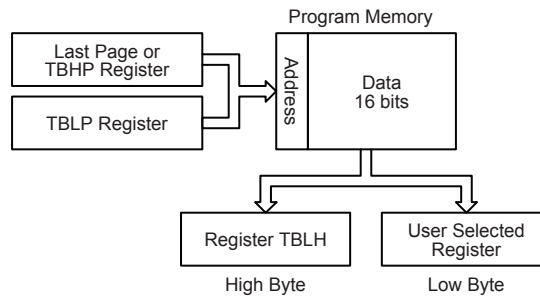 Program Memory
Last Page or
TBHP Register
TBLP Register
Address
Data
16 bits
Register TBLH
User Selected
Register
High Byte
Low Byte